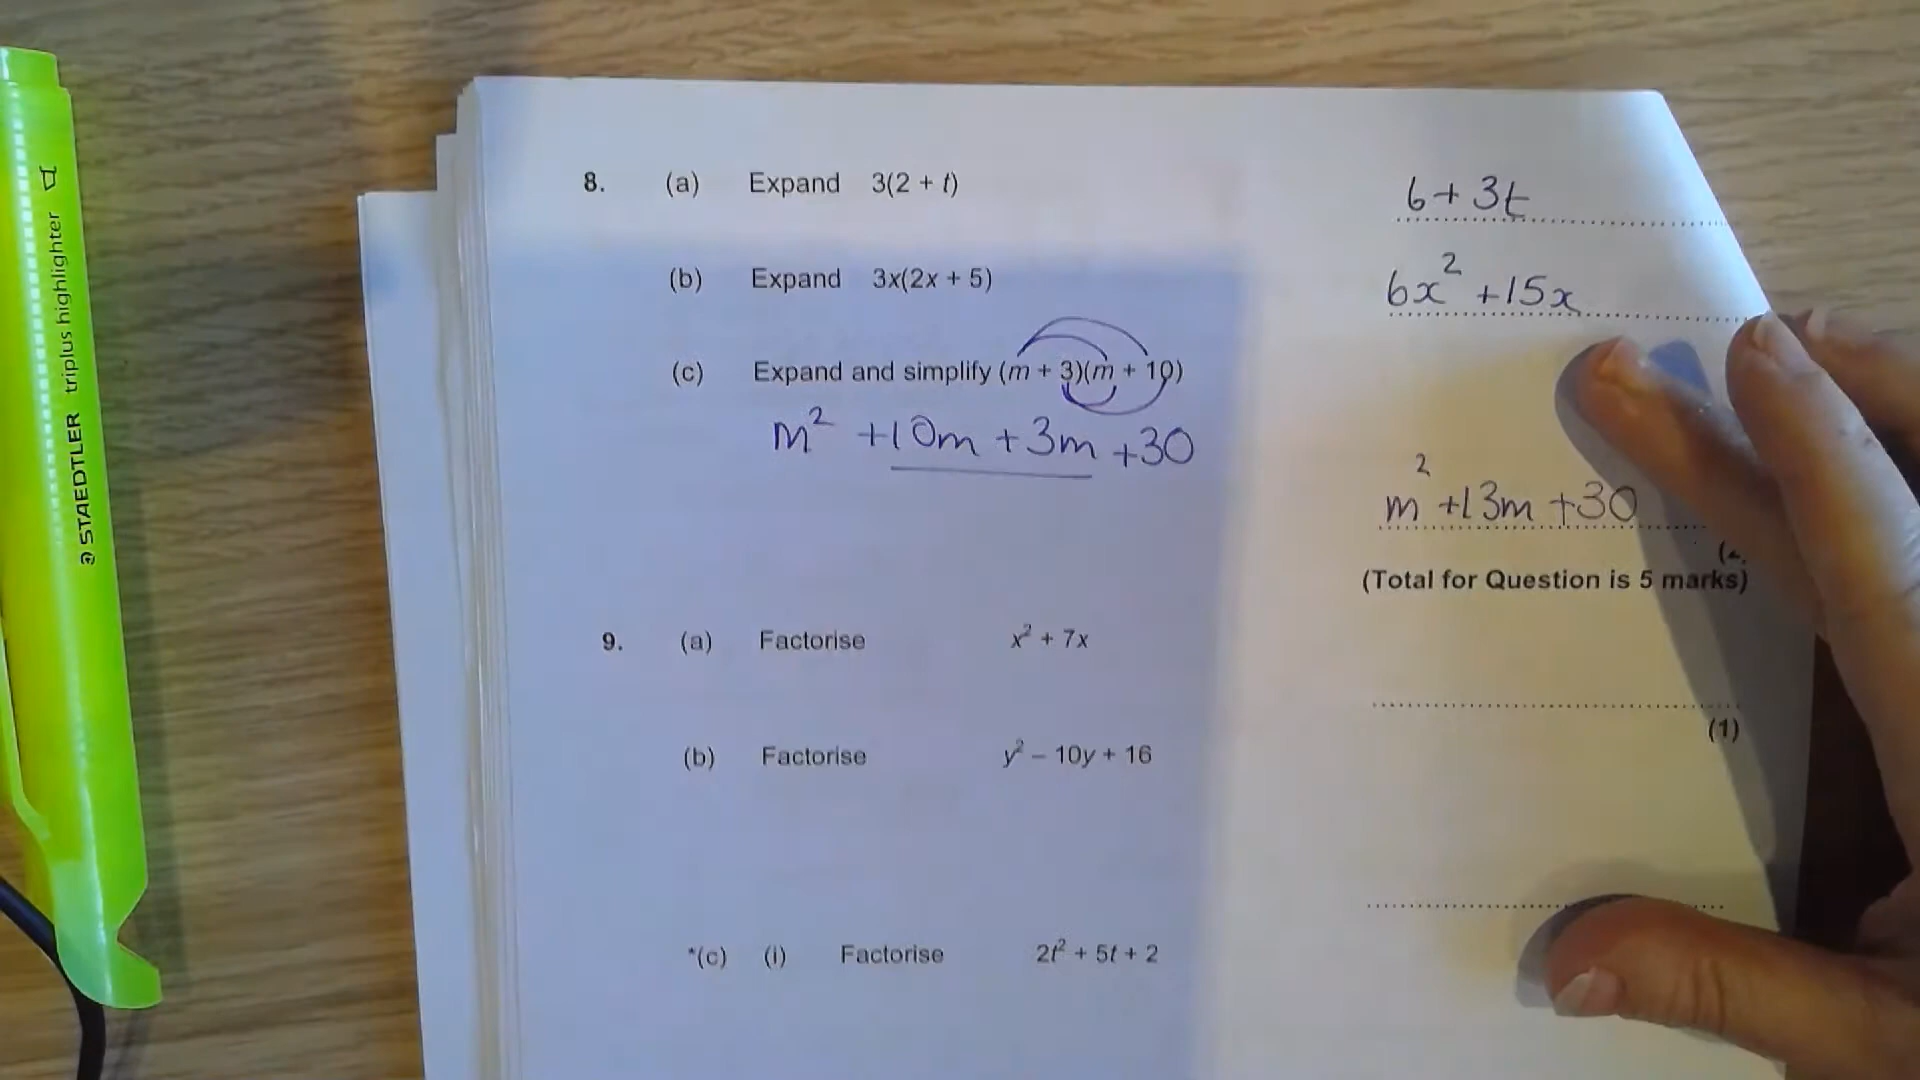 STAEDTLER triplus highlighter
8. (a) Expand 3(2 + t)
6 + 3t
(b) Expand 3x(2x + 5)
6x² + 15x
(c) Expand and simplify (m + 3)(m + 10)
m² + 10m + 3m + 30
m² + 13m + 30
(Total for Question is 5 marks)
9. (a) Factorise x² + 7x
(1)
(b) Factorise y² – 10y + 16
*(c) (i) Factorise 2t² + 5t + 2